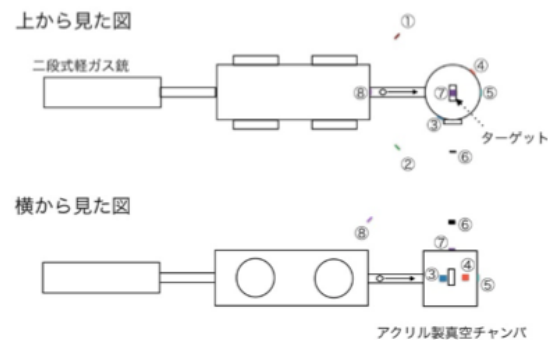 上から見た図
①
二段式軽ガス銃
④
⑧
⑦
⑤
③
ターゲット
②
⑥
横から見た図
⑥
⑧
⑦
③
④
⑤
アクリル製真空チャンバ